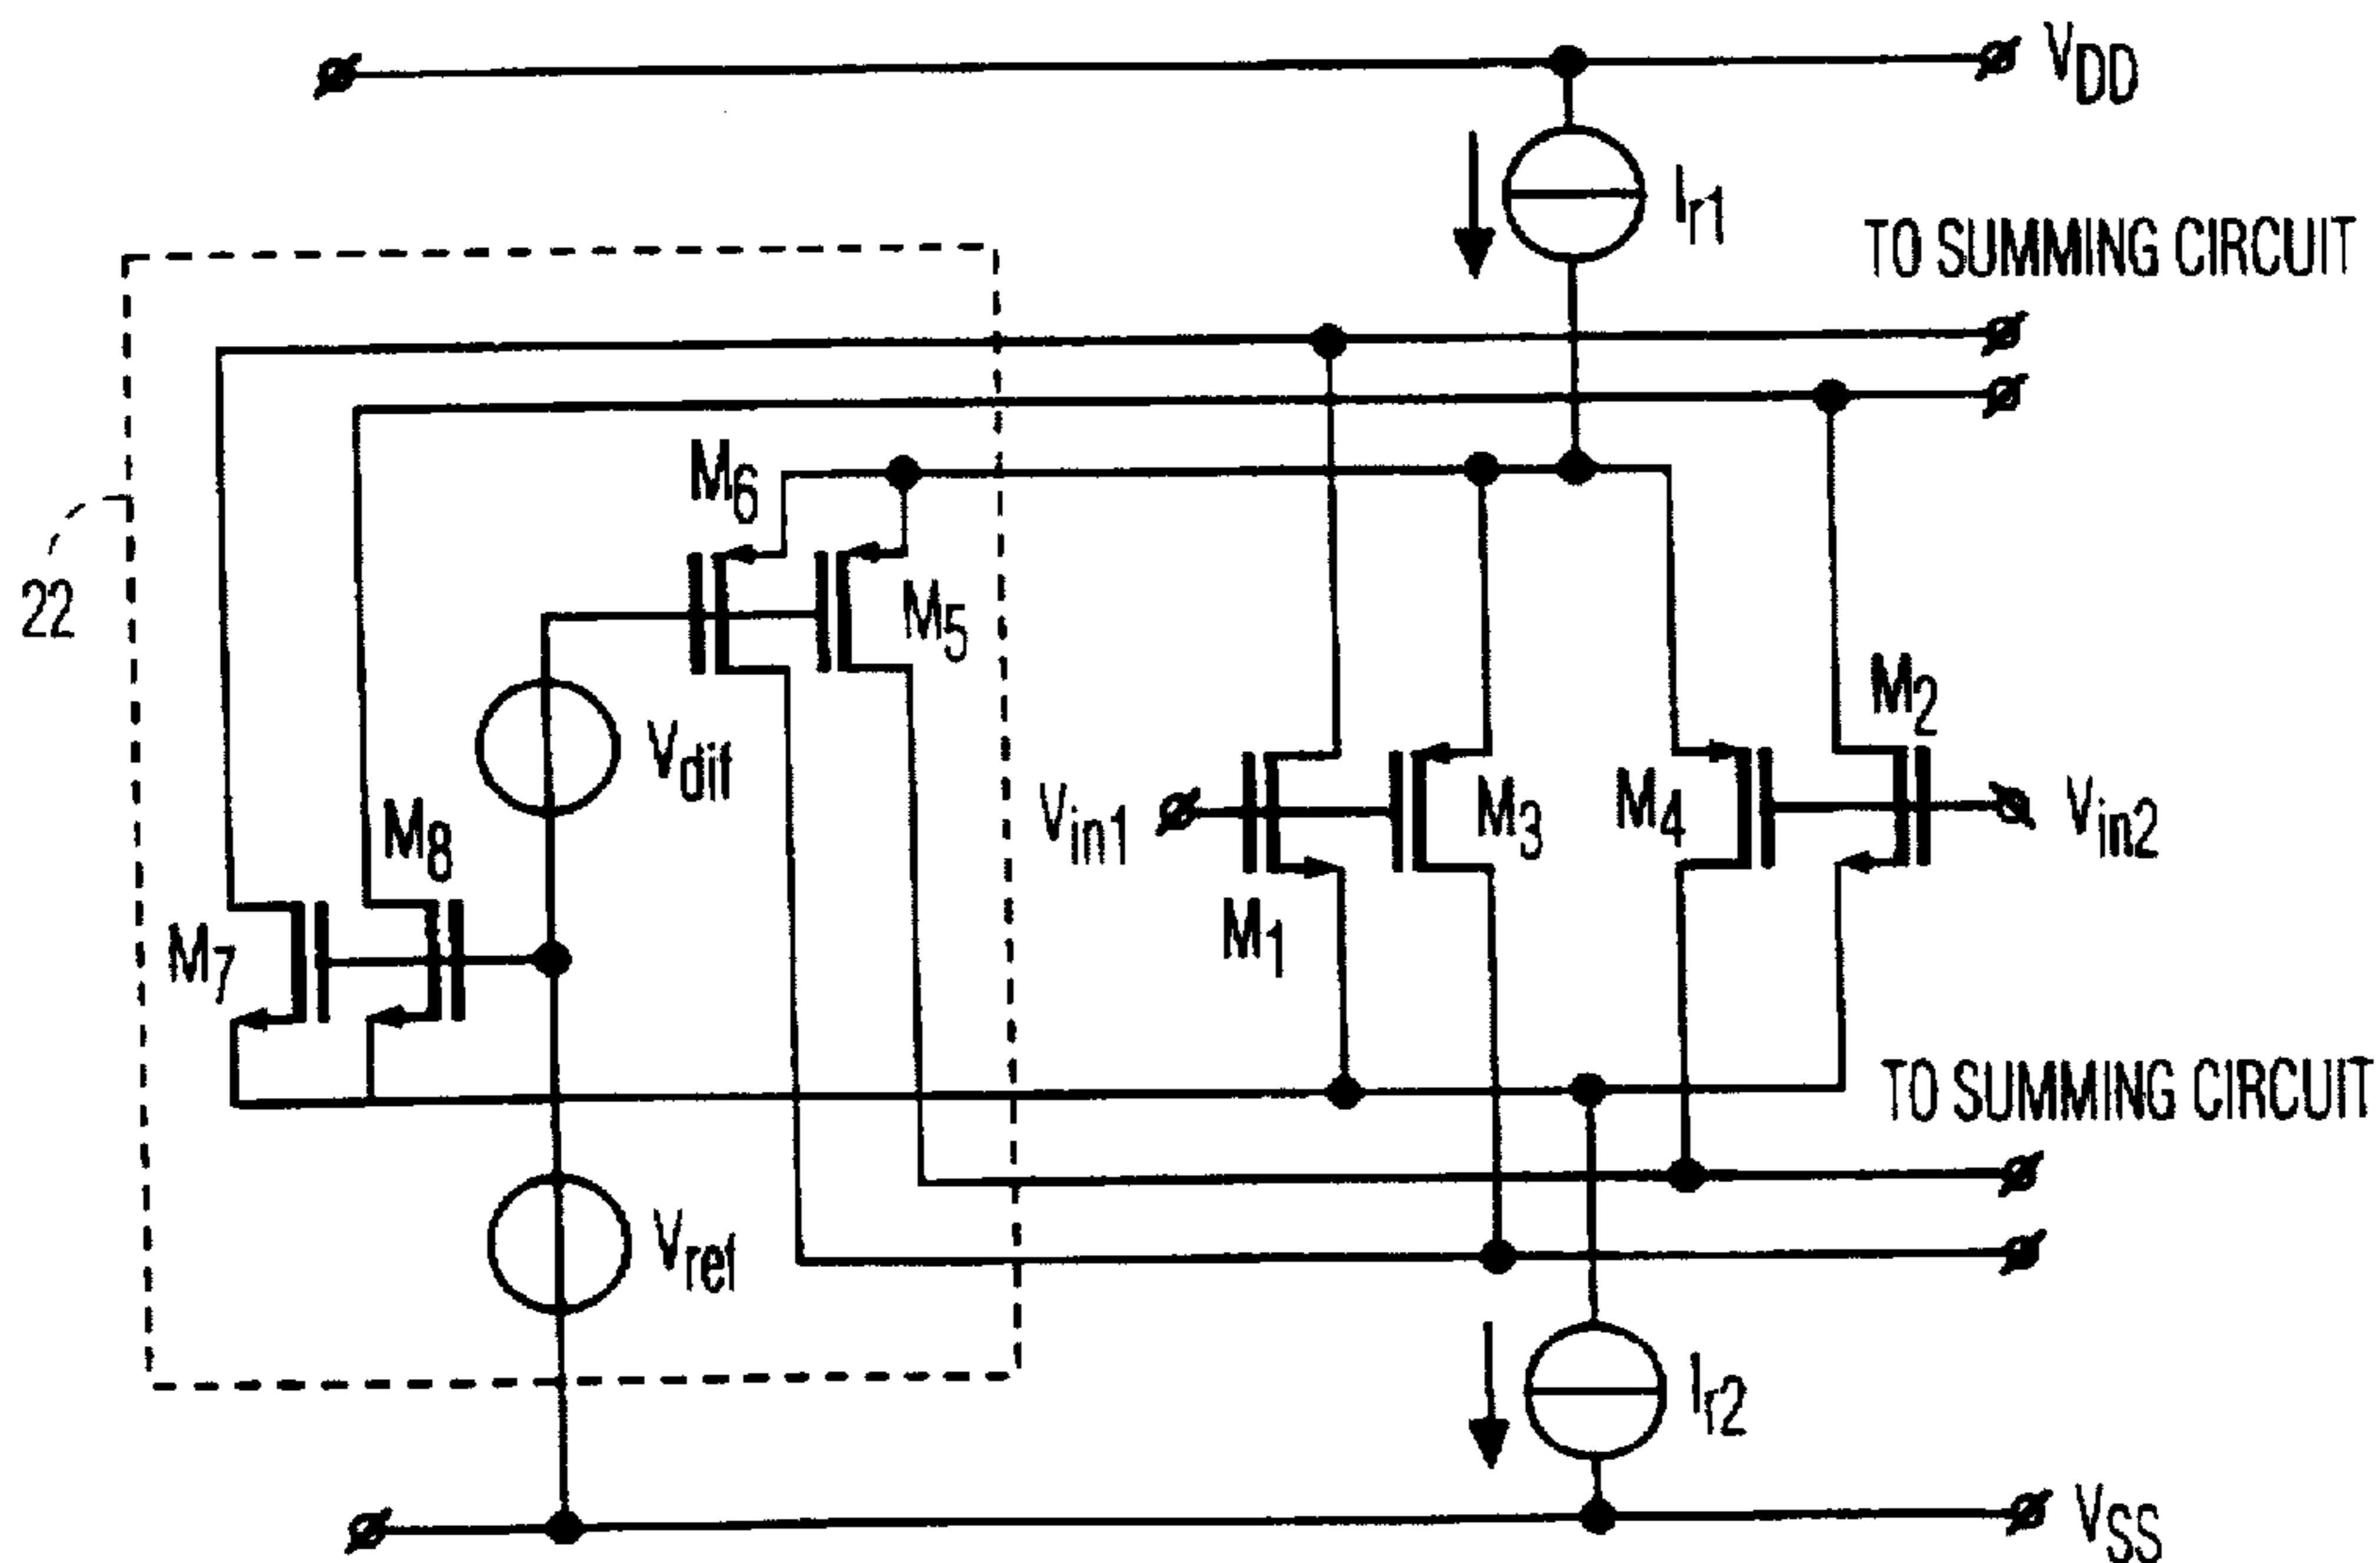 VDD
Ir1
TO SUMMING CIRCUIT
M6
M5
22
Vdif
M2
Vin1
M3
M4
Vin2
M8
M7
M1
TO SUMMING CIRCUIT
Vref
Ir2
VSS